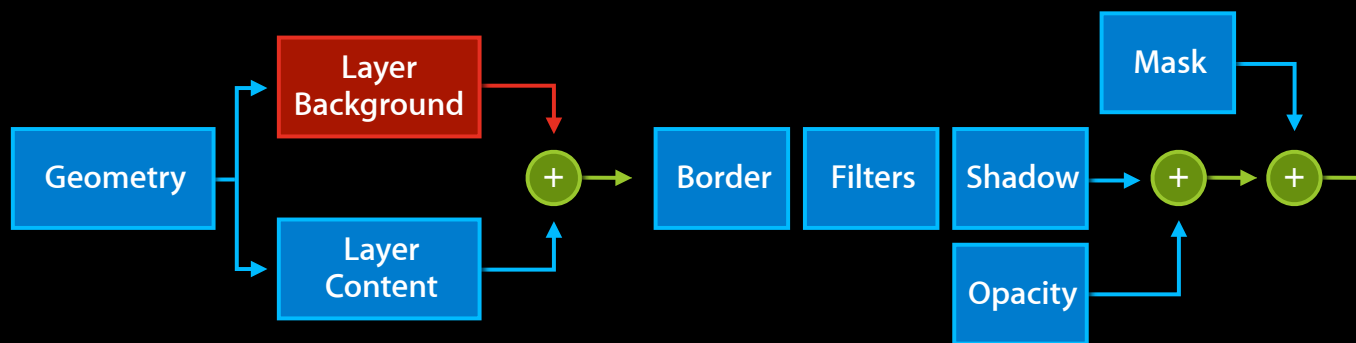 Geometry
Layer
Background
+
Layer
Content
Border
Filters
Shadow
Opacity
+
Mask
+